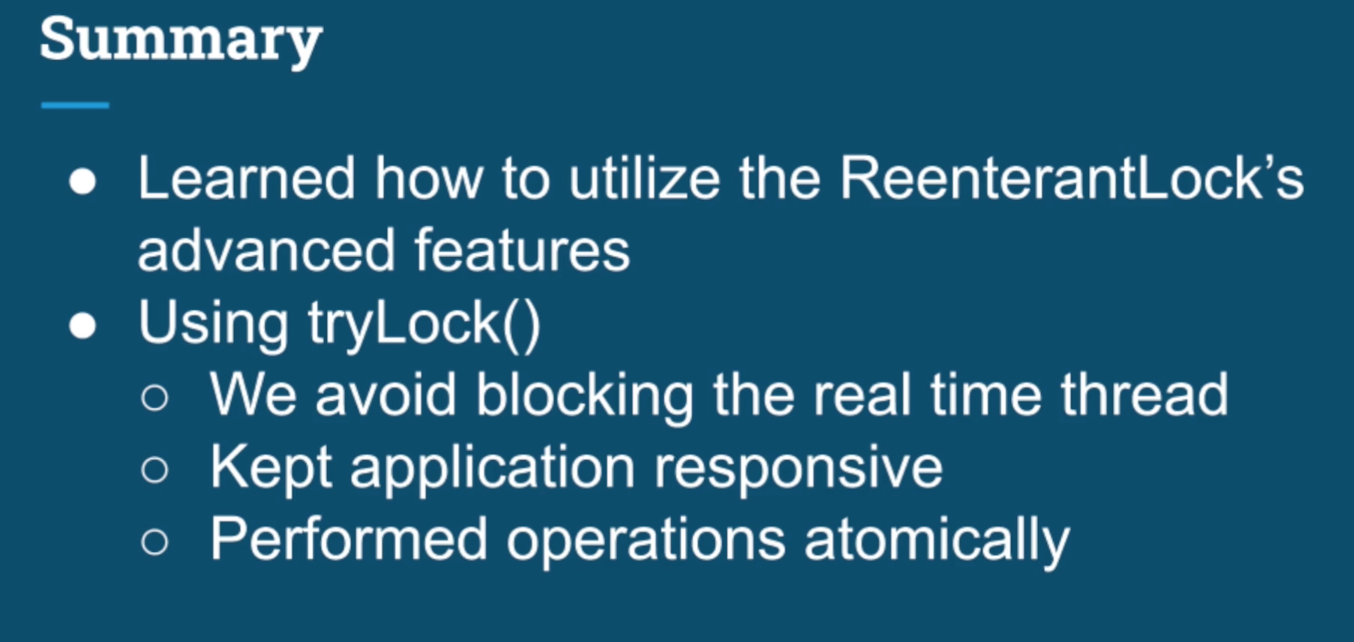 Summary
● Learned how to utilize the ReenterantLock’s
advanced features
● Using tryLock()
○ We avoid blocking the real time thread
○ Kept application responsive
○ Performed operations atomically